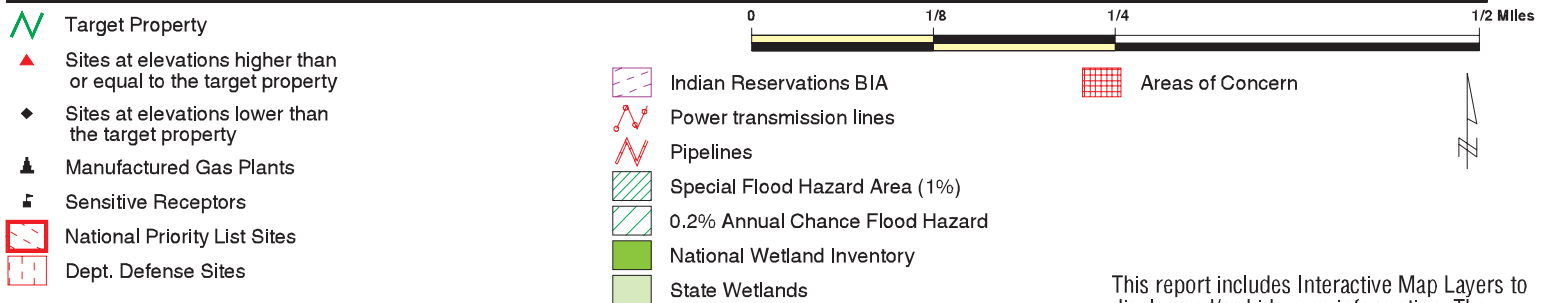 0 1/8 1/4 1/2 Miles
Target Property
Sites at elevations higher than
or equal to the target property
Sites at elevations lower than
the target property
Manufactured Gas Plants
Sensitive Receptors
National Priority List Sites
Dept. Defense Sites
Indian Reservations BIA
Power transmission lines
Pipelines
Special Flood Hazard Area (1%)
0.2% Annual Chance Flood Hazard
National Wetland Inventory
State Wetlands
Areas of Concern
This report includes Interactive Map Layers to